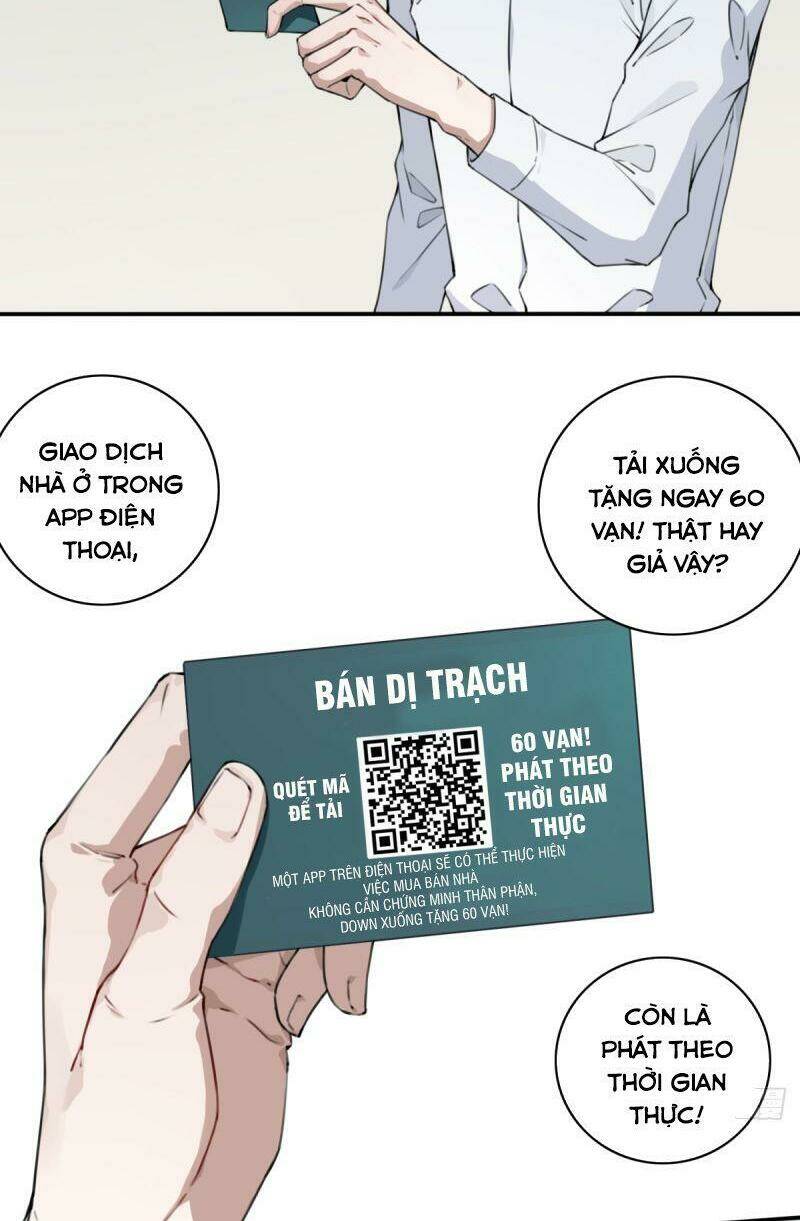 GIAO DỊCH
NHÀ Ở TRONG
APP ĐIỆN
THOẠI,
TẢI XUỐNG
TẶNG NGAY 60
VẠN! THẬT HAY
GIẢ VẬY?
BÁN DỊ TRẠCH
QUÉT MÃ
ĐỂ TẢI
60 VẠN!
PHÁT THEO
THỜI GIAN
THỰC
MỘT APP TRÊN ĐIỆN THOẠI SẼ CÓ THỂ THỰC HIỆN
VIỆC MUA BÁN NHÀ
KHÔNG CẦN CHỨNG MINH THÂN PHẬN,
DOWN XUỐNG TẶNG 60 VẠN!
CÒN LÀ
PHÁT THEO
THỜI GIAN
THỰC!